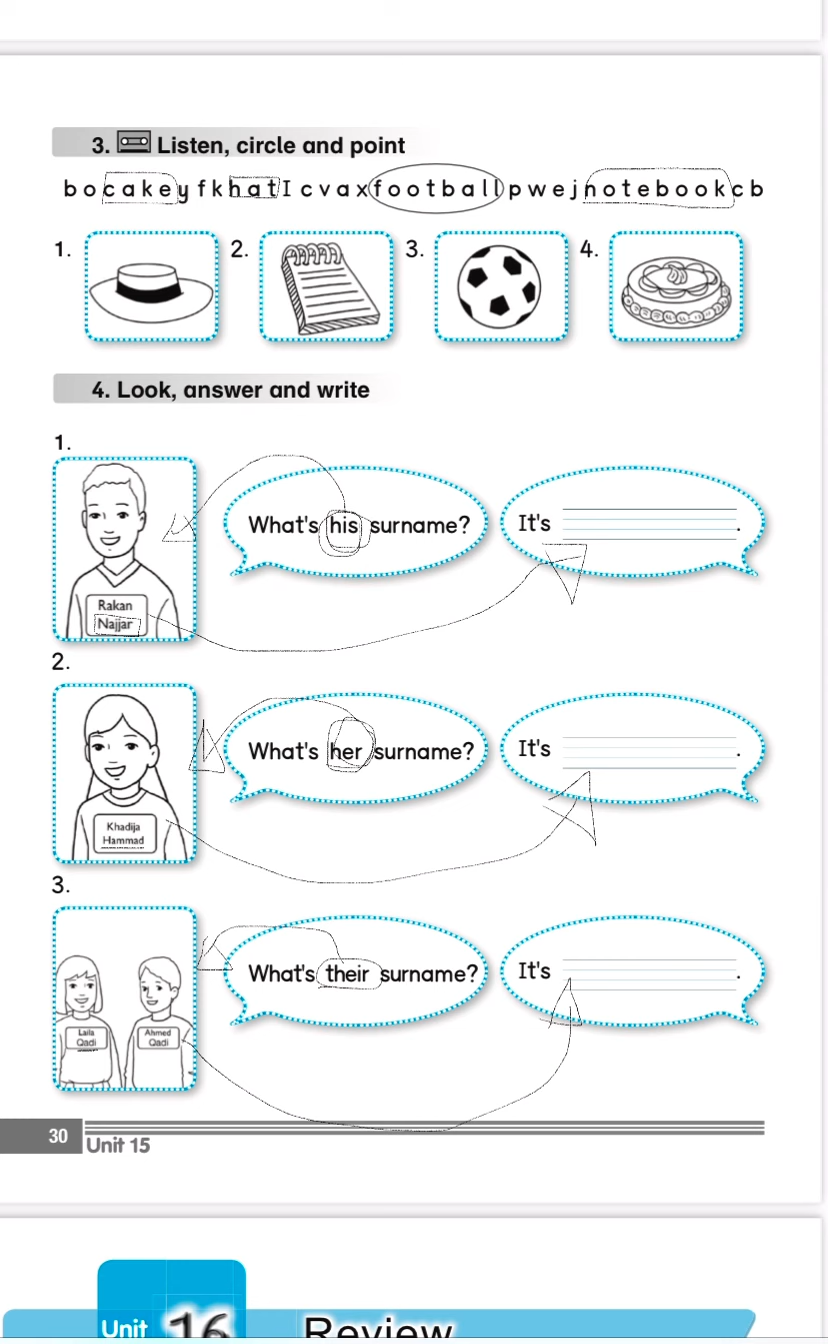 3. Listen, circle and point
b o c a k e y f k h a t I c v a x f o o t b a l l p w e j n o t e b o o k c b
1. 2. 3. 4.
4. Look, answer and write
1.
What's his surname? It's .
Rakan
Najjar
2.
What's her surname? It's .
Khadija
Hammad
3.
What's their surname? It's .
Laila Ahmed
Qadi Qadi
30 Unit 15
Unit 16 Review